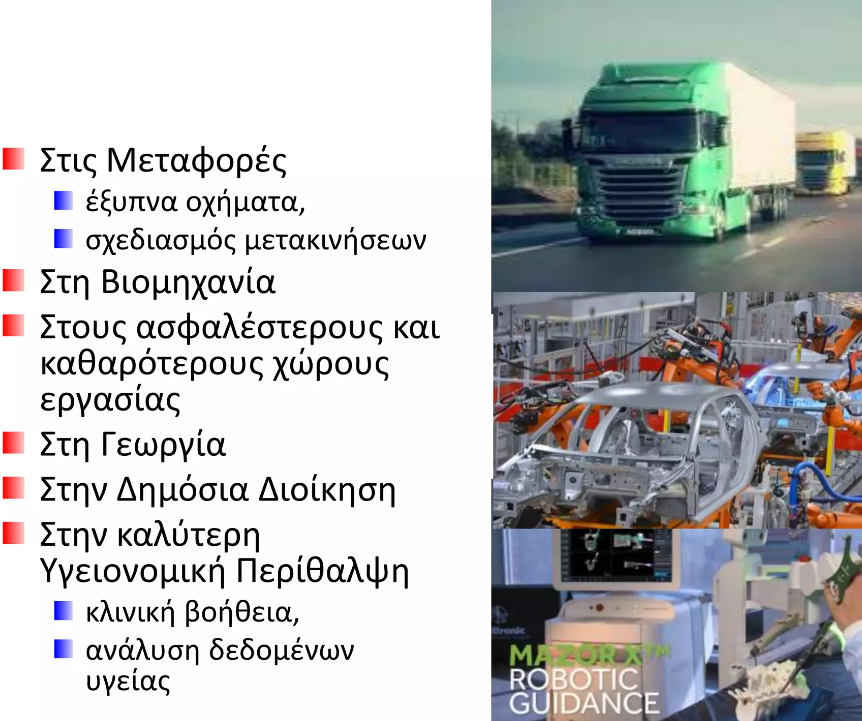 Στις Μεταφορές
έξυπνα οχήματα,
σχεδιασμός μετακινήσεων
Στη Βιομηχανία
Στους ασφαλέστερους και
καθαρότερους χώρους
εργασίας
Στη Γεωργία
Στην Δημόσια Διοίκηση
Στην καλύτερη
Υγειονομική Περίθαλψη
κλινική βοήθεια,
ανάλυση δεδομένων
υγείας
MAZOR X™
ROBOTIC
GUIDANCE